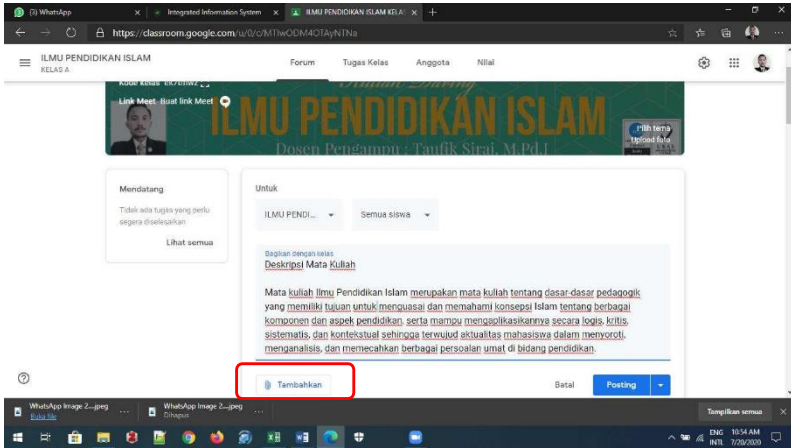 (3) WhatsApp
Integrated Information System
ILMU PENDIDIKAN ISLAM KELAS
https://classroom.google.com/u/0/c/MTIwODM4OTAyNTNa
ILMU PENDIDIKAN ISLAM
KELAS A
Forum
Tugas Kelas
Anggota
Nilai
Kode kelas
Link Meet Buat link Meet
ILMU PENDIDIKAN ISLAM
Dosen Pengampu : Taufik Siraj, M.Pd.I
Pilih tema
Upload foto
Mendatang
Tidak ada tugas yang perlu
segera diselesaikan
Lihat semua
Untuk
ILMU PENDI...
Semua siswa
Bagikan dengan kelas
Deskripsi Mata Kuliah
Mata kuliah Ilmu Pendidikan Islam merupakan mata kuliah tentang dasar-dasar pedagogik
yang memiliki tujuan untuk menguasai dan memahami konsepsi Islam tentang berbagai
komponen dan aspek pendidikan, serta mampu mengaplikasikannya secara logis, kritis,
sistematis, dan kontekstual sehingga terwujud aktualitas mahasiswa dalam menyoroti,
menganalisis, dan memecahkan berbagai persoalan umat di bidang pendidikan.
Tambahkan
Batal
Posting
WhatsApp Image 2....jpeg
Buka file
WhatsApp Image 2....jpeg
Dihapus
Tampilkan semua
ENG
INTL
10:54 AM
7/20/2020